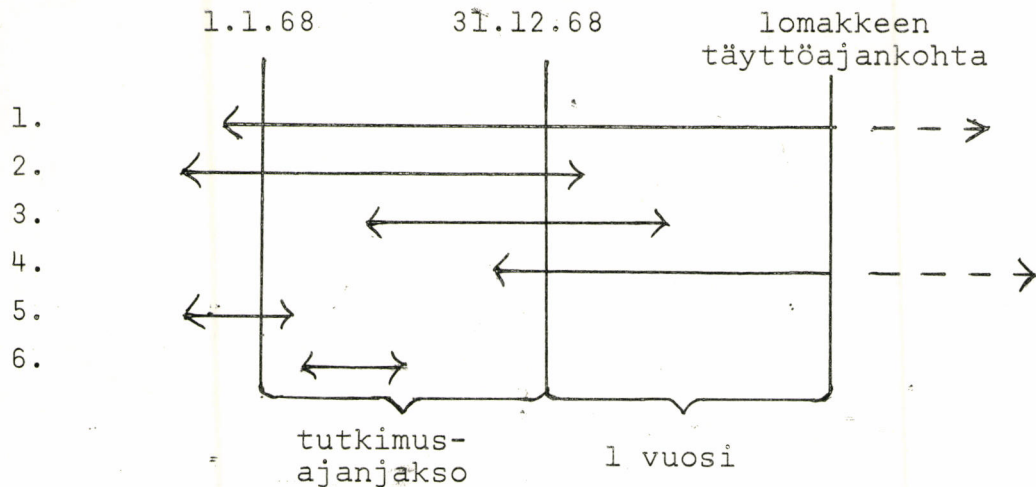 1.1.68 31.12.68 lomakkeen
täyttöajankohta
1.
2.
3.
4.
5.
6.
tutkimus- 1 vuosi
ajanjakso